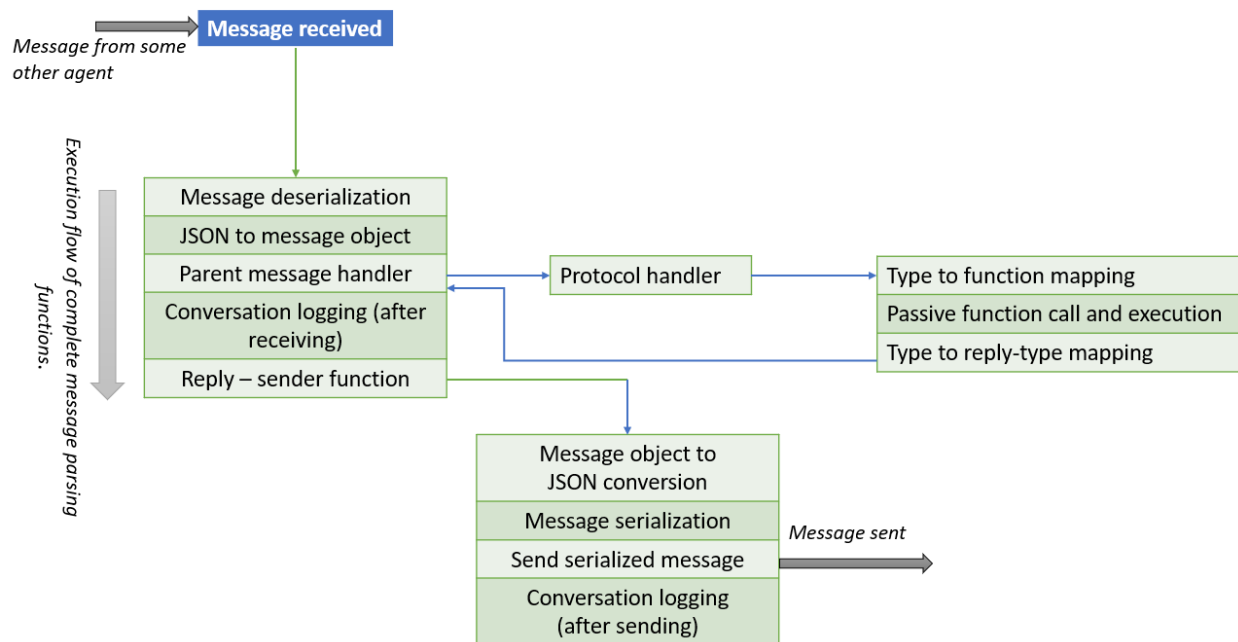 Message received
Message from some
other agent
Execution flow of complete message parsing
functions.
Message deserialization
JSON to message object
Parent message handler
Conversation logging (after
receiving)
Reply – sender function
Protocol handler
Type to function mapping
Passive function call and execution
Type to reply-type mapping
Message object to
JSON conversion
Message serialization
Send serialized message
Conversation logging
(after sending)
Message sent